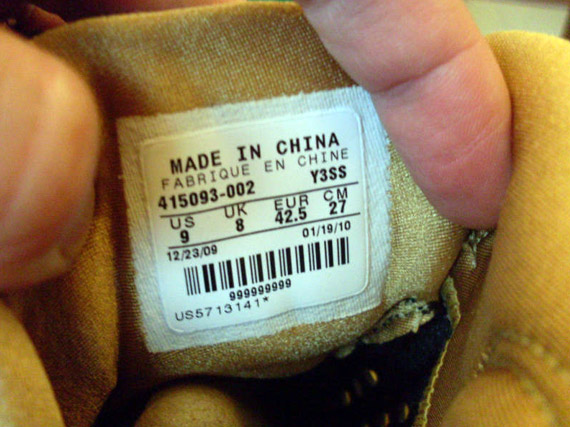 MADE IN CHINA
FABRIQUE EN CHINE
415093-002 Y3SS
US UK EUR CM
9 8 42.5 27
12/23/09 01/19/10
999999999
US5713141*